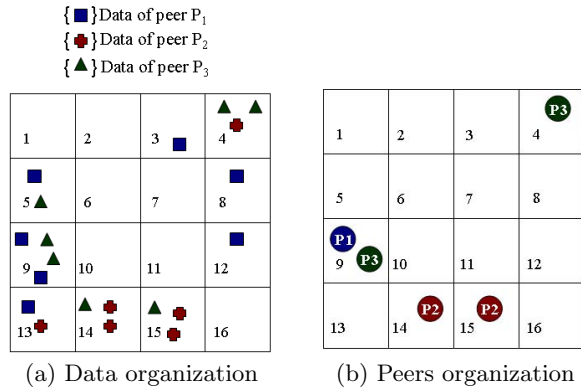 { } Data of peer P1
{ } Data of peer P2
{ } Data of peer P3
1 2 3 4
5 6 7 8
9 10 11 12
13 14 15 16
(a) Data organization
P3
1 2 3 4
5 6 7 8
P1
P3
9 10 11 12
P2 P2
13 14 15 16
(b) Peers organization